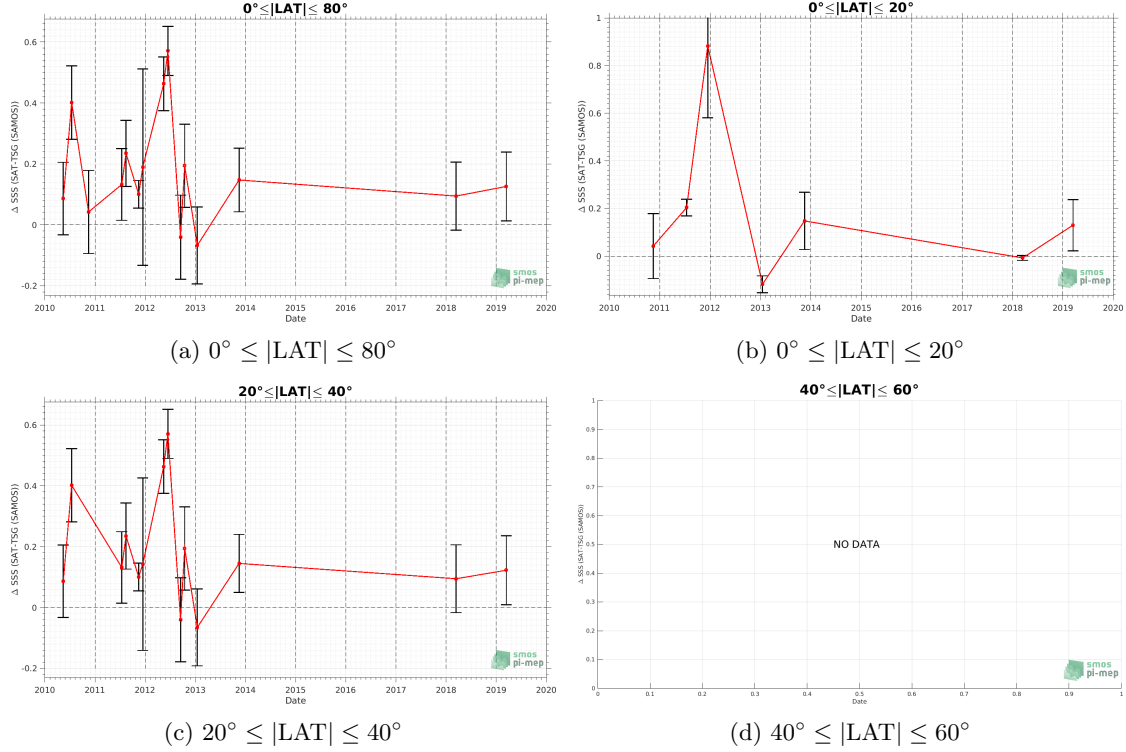 0°≤|LAT|≤ 80°
Δ SSS (SAT-TSG (SAMOS))
0.6
0.4
0.2
0
-0.2
2010 2011 2012 2013 2014 2015 2016 2017 2018 2019 2020
Date
smos
pi-mep
(a) 0° ≤ |LAT| ≤ 80°
0°≤|LAT|≤ 20°
Δ SSS (SAT-TSG (SAMOS))
1
0.8
0.6
0.4
0.2
0
2010 2011 2012 2013 2014 2015 2016 2017 2018 2019 2020
Date
smos
pi-mep
(b) 0° ≤ |LAT| ≤ 20°
20°≤|LAT|≤ 40°
Δ SSS (SAT-TSG (SAMOS))
0.6
0.4
0.2
0
-0.2
2010 2011 2012 2013 2014 2015 2016 2017 2018 2019 2020
Date
smos
pi-mep
(c) 20° ≤ |LAT| ≤ 40°
40°≤|LAT|≤ 60°
Δ SSS (SAT-TSG (SAMOS))
1
0.9
0.8
0.7
0.6
0.5
0.4
0.3
0.2
0.1
0
NO DATA
0 0.1 0.2 0.3 0.4 0.5 0.6 0.7 0.8 0.9 1
Date
smos
pi-mep
(d) 40° ≤ |LAT| ≤ 60°